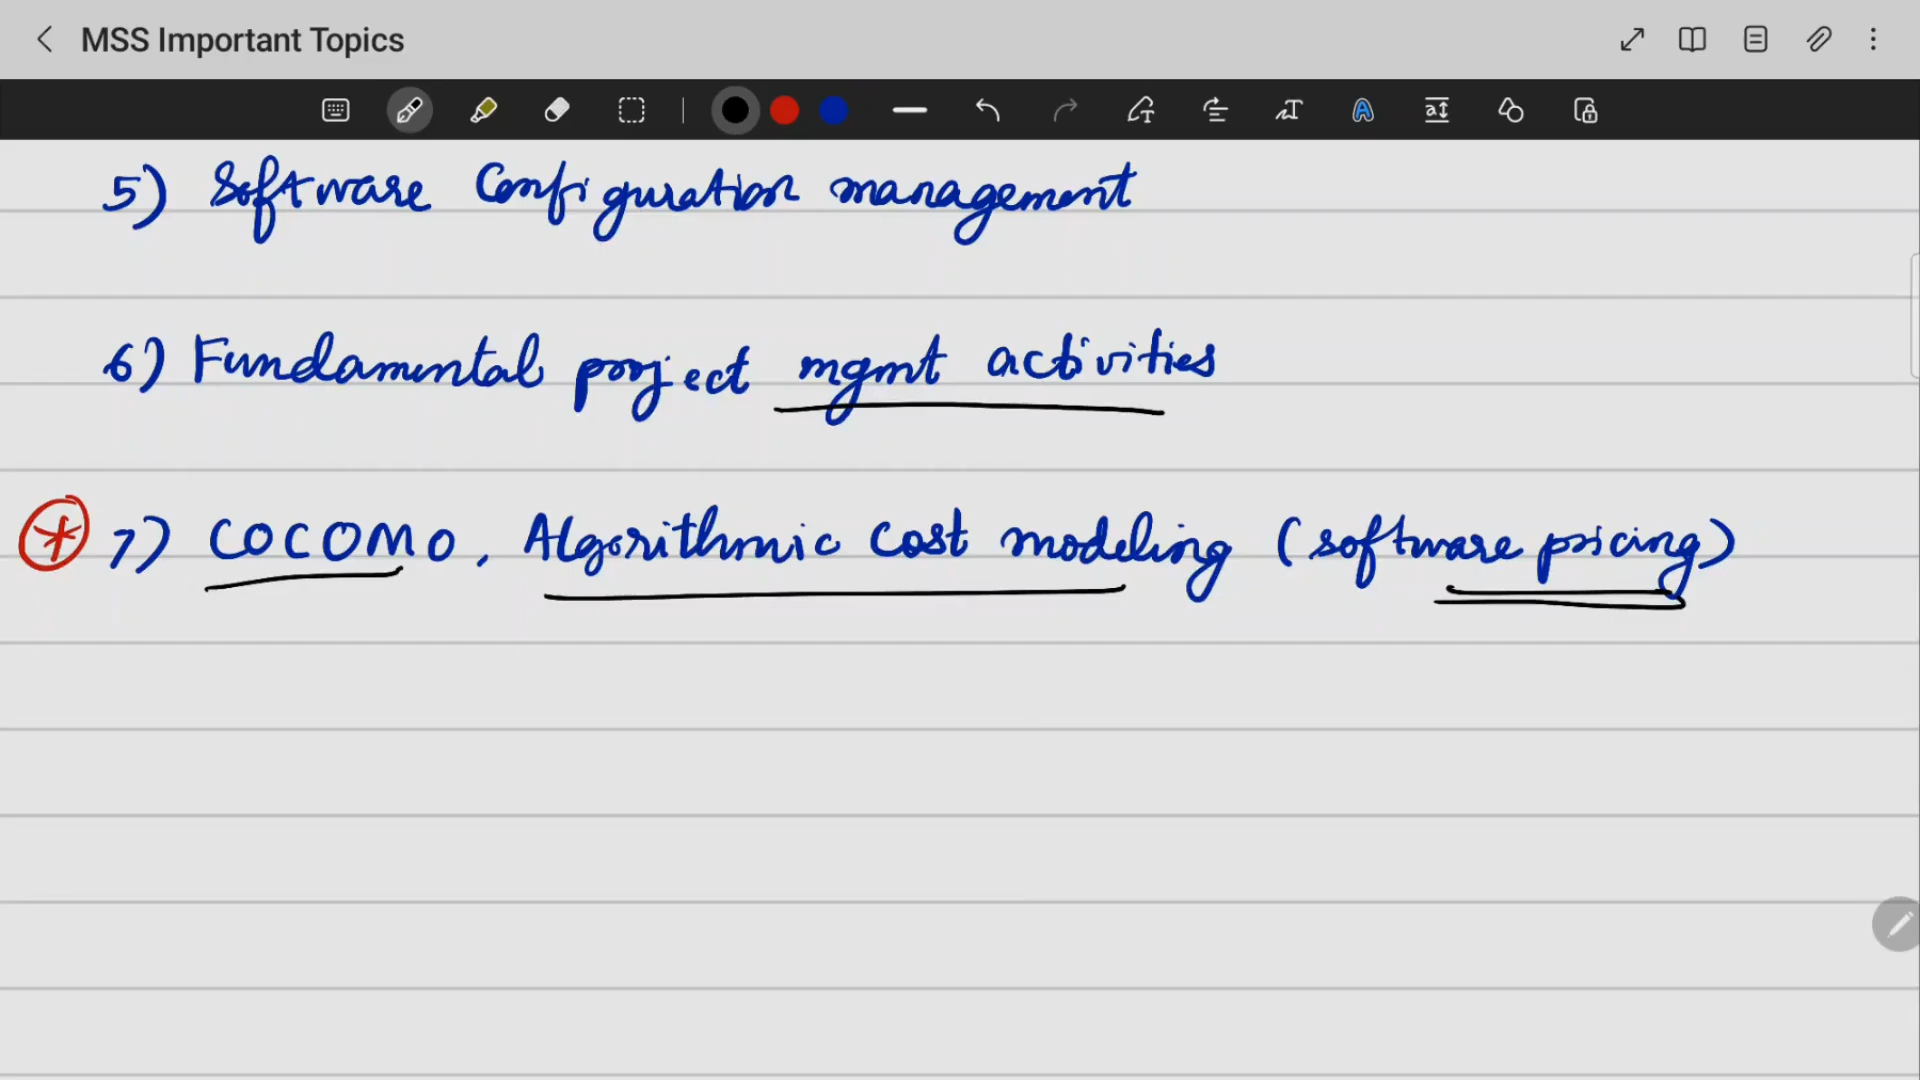 MSS Important Topics
5) Software Configuration management
6) Fundamental project mgmt activities
* 7) COCOMO, Algorithmic cost modeling (software pricing)